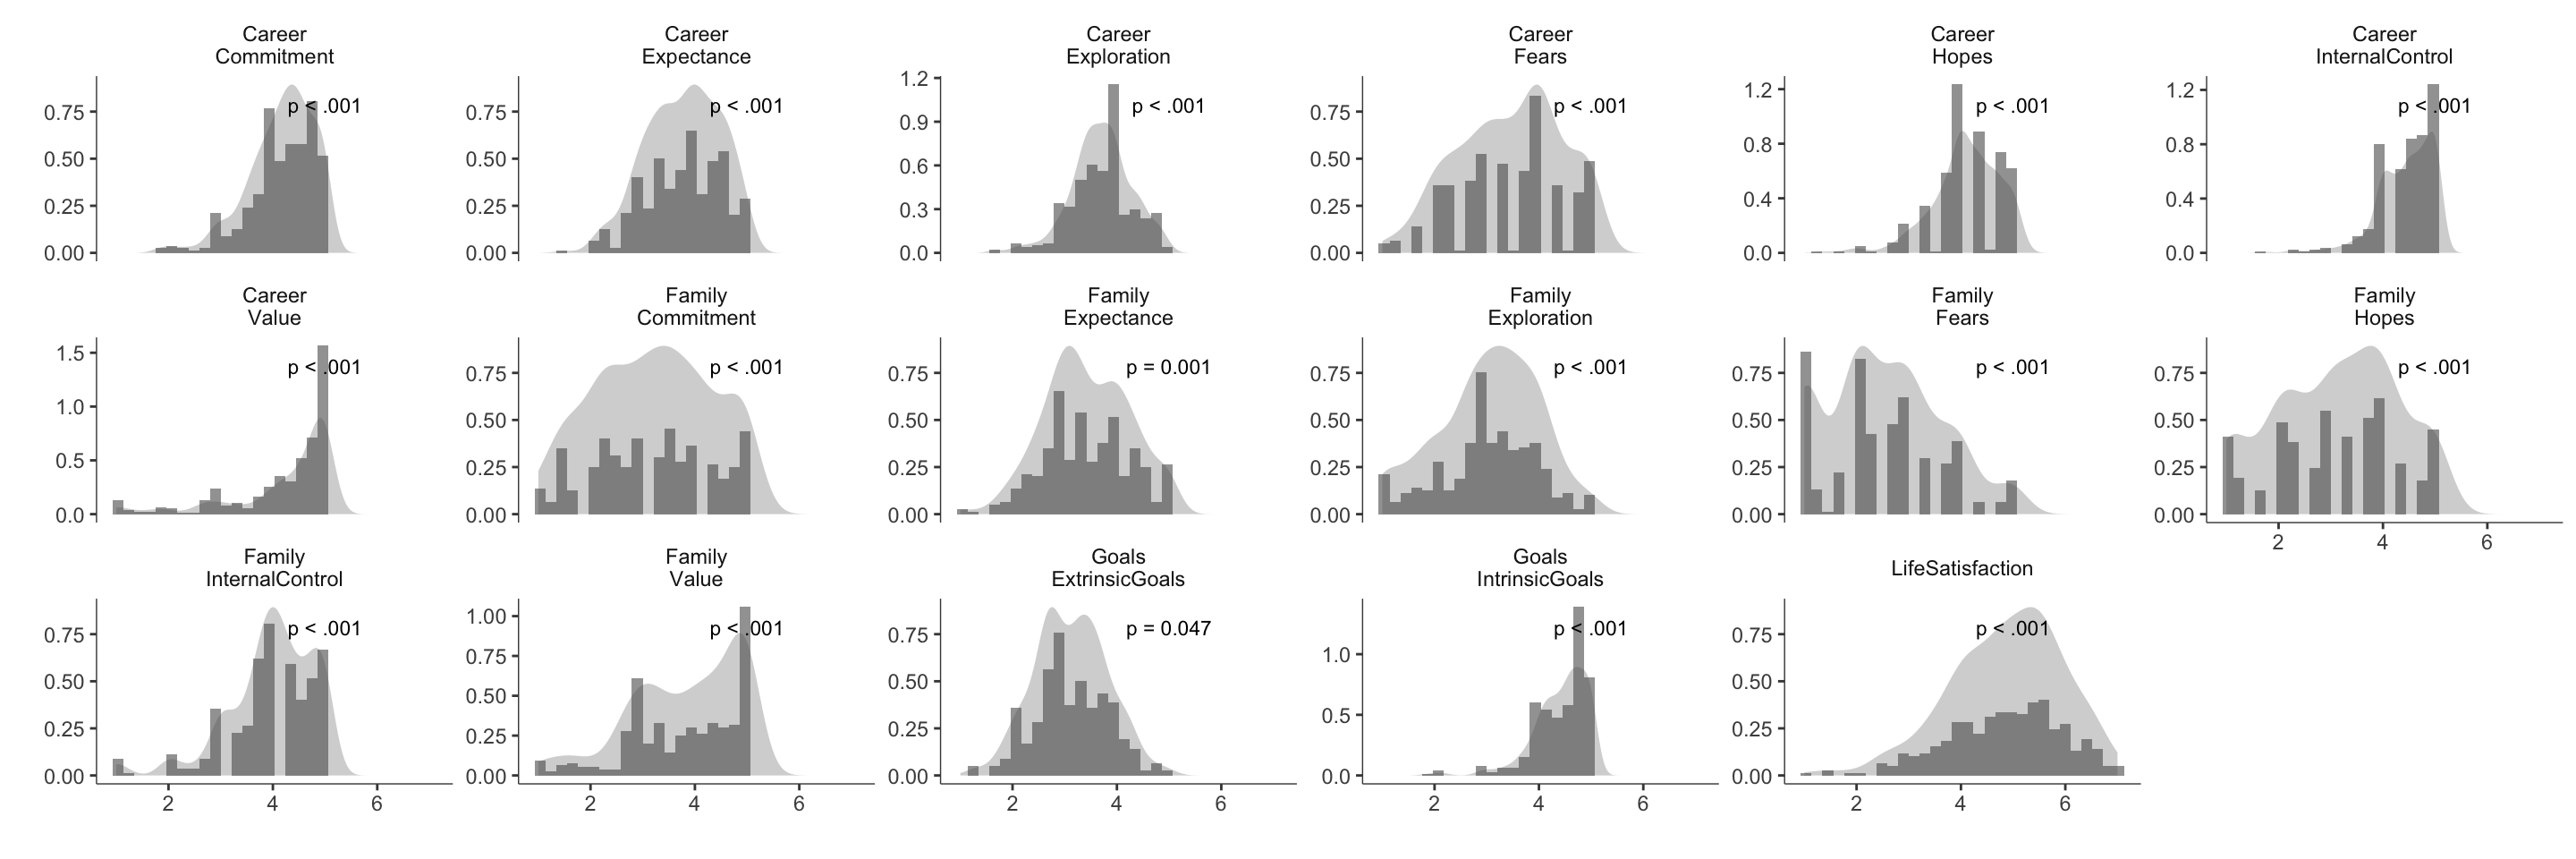 Career
Commitment
Career
Expectance
Career
Exploration
Career
Fears
Career
Hopes
Career
InternalControl
0.75
0.50
0.25
0.00
p < .001
0.75
0.50
0.25
0.00
p < .001
1.2
0.9
0.6
0.3
0.0
p < .001
0.75
0.50
0.25
0.00
p < .001
1.2
0.8
0.4
0.0
p < .001
1.2
0.8
0.4
0.0
p < .001
Career
Value
Family
Commitment
Family
Expectance
Family
Exploration
Family
Fears
Family
Hopes
1.5
1.0
0.5
0.0
p < .001
0.75
0.50
0.25
0.00
p < .001
0.75
0.50
0.25
0.00
p = 0.001
0.75
0.50
0.25
0.00
p < .001
0.75
0.50
0.25
0.00
p < .001
0.75
0.50
0.25
0.00
p < .001
2 4 6
Family
InternalControl
Family
Value
Goals
ExtrinsicGoals
Goals
IntrinsicGoals
LifeSatisfaction
0.75
0.50
0.25
0.00
p < .001
2 4 6
1.00
0.75
0.50
0.25
0.00
p < .001
2 4 6
0.75
0.50
0.25
0.00
p = 0.047
2 4 6
1.0
0.5
0.0
p < .001
2 4 6
0.75
0.50
0.25
0.00
p < .001
2 4 6